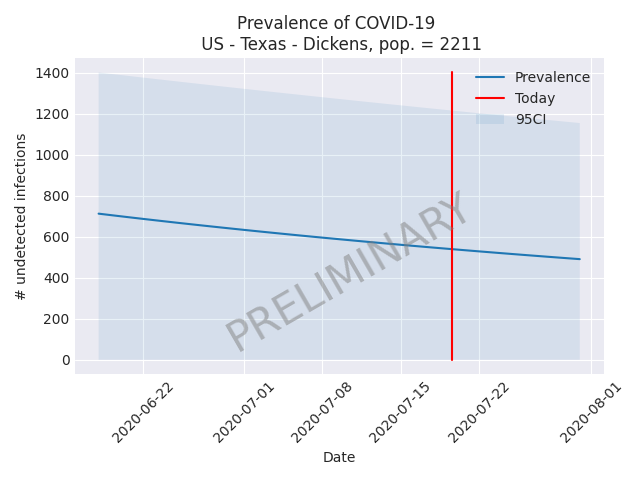 Prevalence of COVID-19
US - Texas - Dickens, pop. = 2211
Prevalence
Today
95CI
1400
1200
1000
800
600
400
200
0
# undetected infections
PRELIMINARY
2020-06-22
2020-07-01
2020-07-08
2020-07-15
2020-07-22
2020-08-01
Date